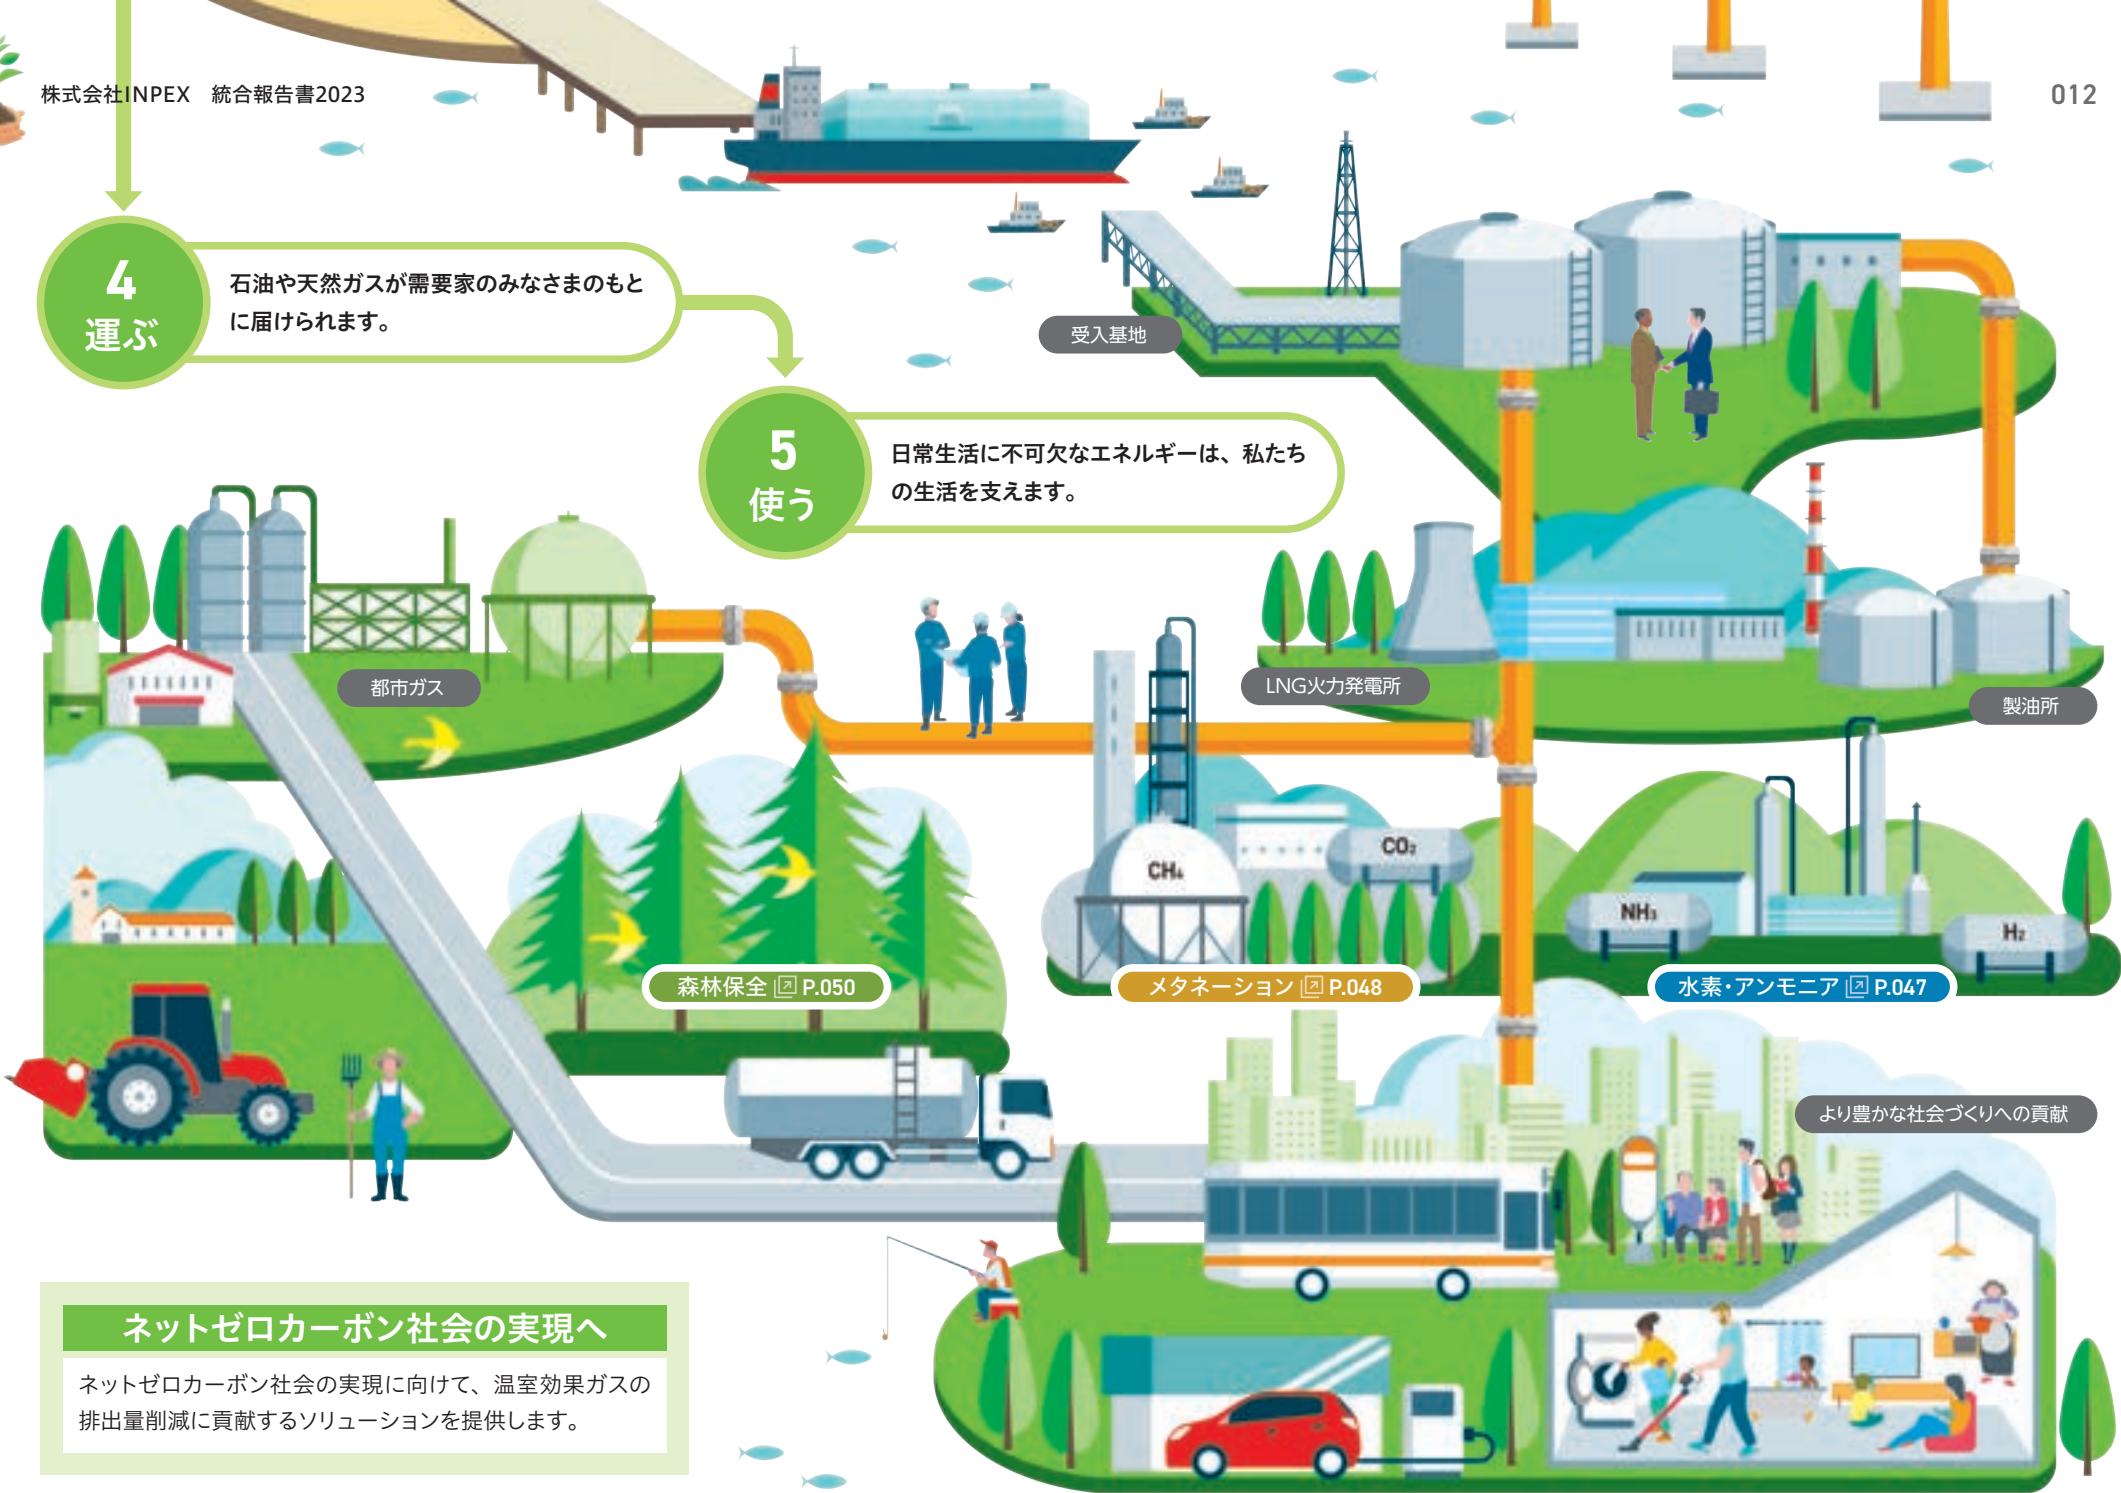 株式会社INPEX　統合報告書2023
012
4
運ぶ
石油や天然ガスが需要家のみなさまのもと
に届けられます。
受入基地
5
使う
日常生活に不可欠なエネルギーは、私たち
の生活を支えます。
都市ガス
LNG火力発電所
製油所
CH₄
CO₂
NH₃
H₂
森林保全 P.050
メタネーション P.048
水素・アンモニア P.047
より豊かな社会づくりへの貢献
ネットゼロカーボン社会の実現へ
ネットゼロカーボン社会の実現に向けて、温室効果ガスの
排出量削減に貢献するソリューションを提供します。